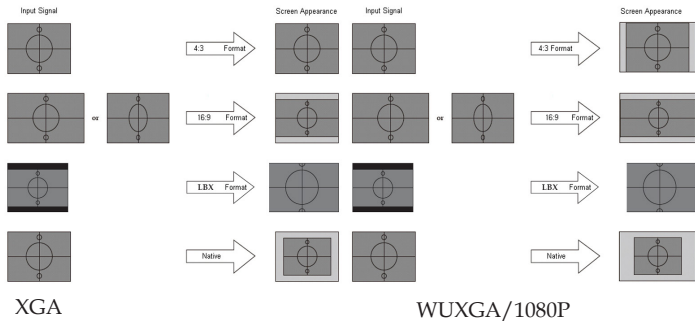 Input Signal Screen Appearance Input Signal Screen Appearance
4:3 Format 4:3 Format
or 16:9 Format or 16:9 Format
LBX Format LBX Format
Native Native
XGA WUXGA/1080P